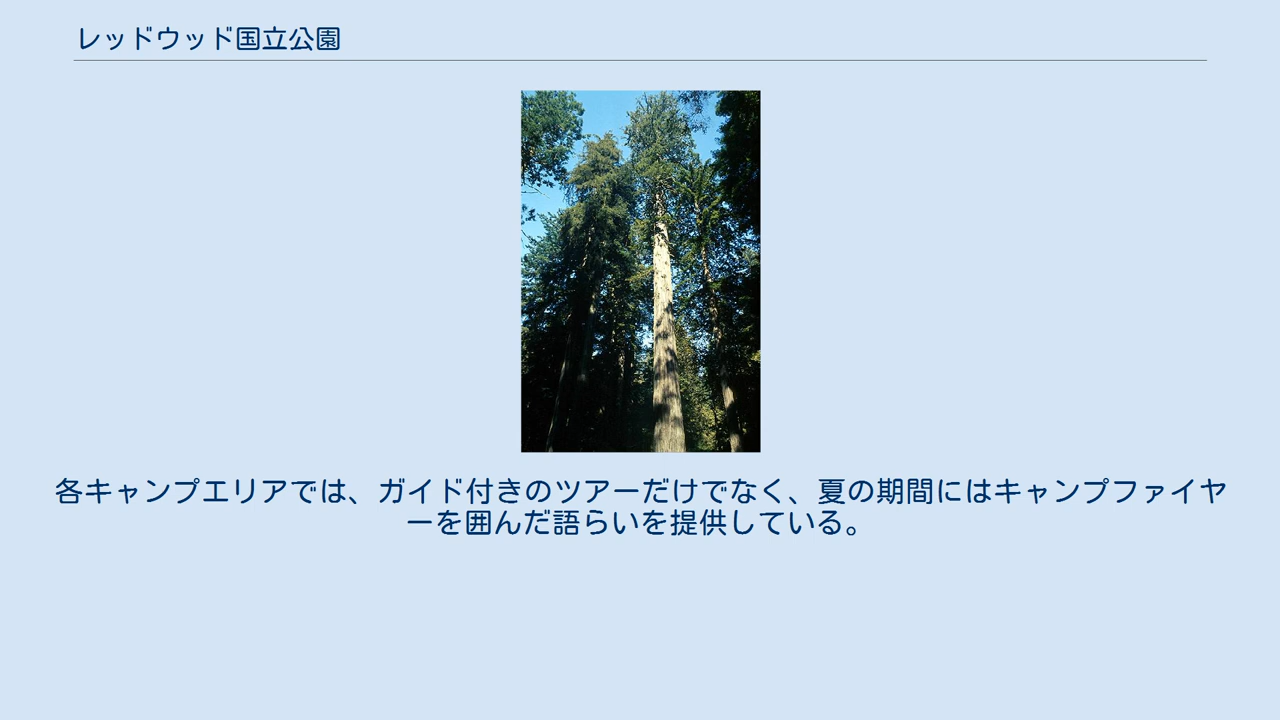 レッドウッド国立公園
各キャンプエリアでは、ガイド付きのツアーだけでなく、夏の期間にはキャンプファイヤ
ーを囲んだ語らいを提供している。